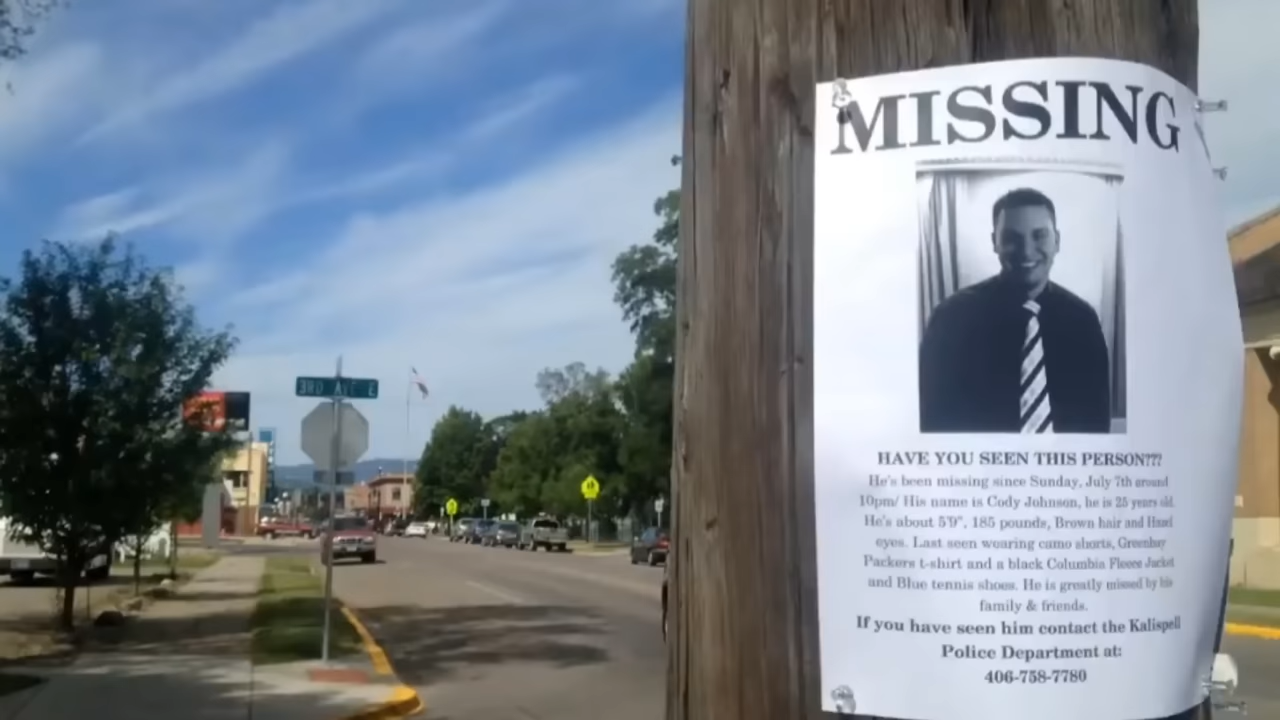 3RD AVE E
MISSING
HAVE YOU SEEN THIS PERSON???
He's been missing since Sunday, July 7th around
10pm/ His name is Cody Johnson, he is 25 years old.
He's about 5'9", 185 pounds, Brown hair and Hazel
eyes. Last seen wearing camo shorts, Greenbay
Packers t-shirt and a black Columbia Fleece Jacket
and Blue tennis shoes. He is greatly missed by his
family & friends.
If you have seen him contact the Kalispell
Police Department at:
406-758-7780